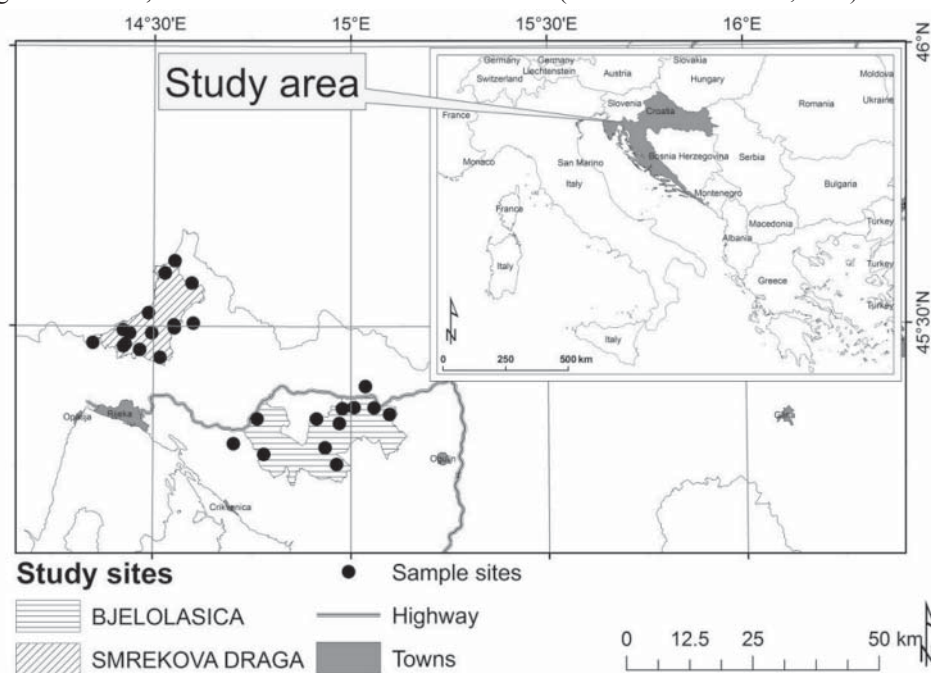 14°30'E 15°E 15°30'E 16°E
46°N
Study area
Germany Germany Slovakia
Switzerland Liechtenstein Austria Hungary Moldova
Ukraine
France Slovenia Croatia Romania
Monaco San Marino Bosnia Herzegovina Serbia
Italy Montenegro Bulgaria
France Macedonia Turkey
Albania
Italy Greece Turkey
Turkey
Italy
N
0 250 500 km
45°30'N
Opatija Rijeka
Crikvenica
Study sites
Sample sites
BJELOLASICA
Highway
SMREKOVA DRAGA
Towns
0 12.5 25 50 km